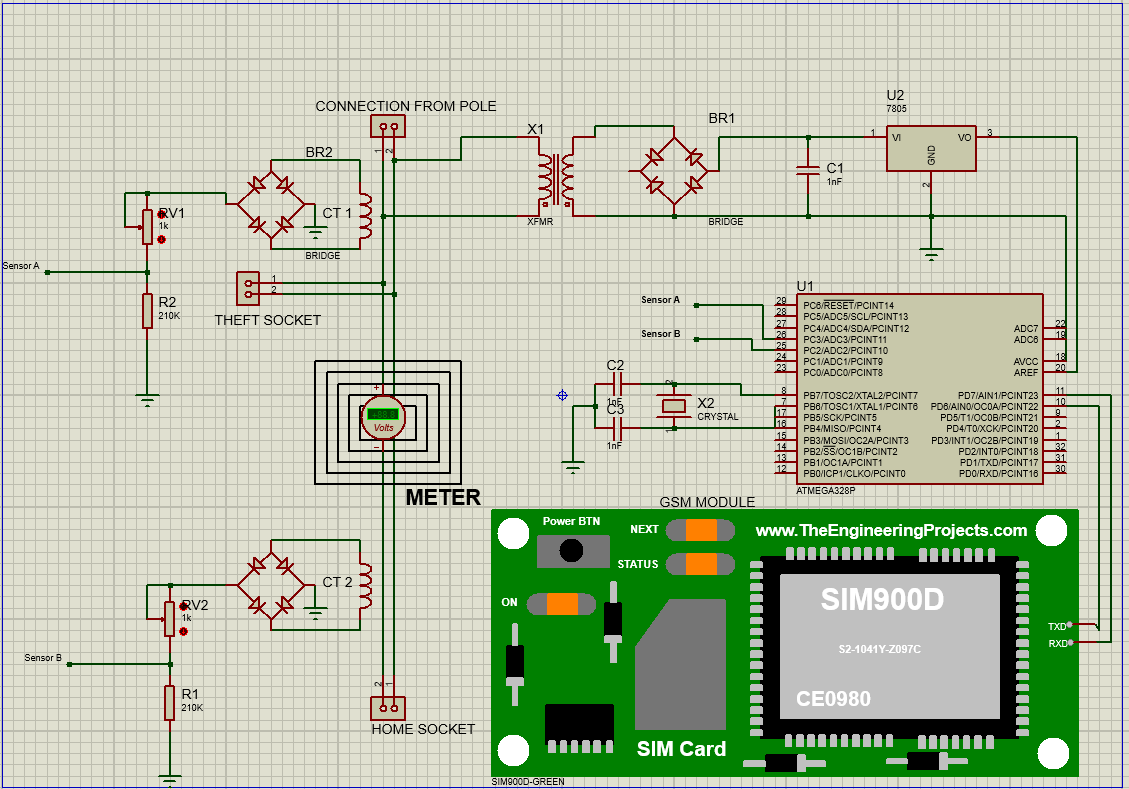 CONNECTION FROM POLE
1
2
BR2
BRIDGE
RV1
1k
CT 1
Sensor A
R2
210K
1
2
THEFT SOCKET
X1
XFMR
BR1
BRIDGE
C1
1nF
U2
7805
1
VI
VO
3
GND
2
Sensor A
Sensor B
U1
29
PC6/RESET/PCINT14
28
PC5/ADC5/SCL/PCINT13
27
PC4/ADC4/SDA/PCINT12
26
PC3/ADC3/PCINT11
25
PC2/ADC2/PCINT10
24
PC1/ADC1/PCINT9
23
PC0/ADC0/PCINT8
8
PB7/TOSC2/XTAL2/PCINT7
7
PB6/TOSC1/XTAL1/PCINT6
17
PB5/SCK/PCINT5
16
PB4/MISO/PCINT4
15
PB3/MOSI/OC2A/PCINT3
14
PB2/SS/OC1B/PCINT2
13
PB1/OC1A/PCINT1
12
PB0/ICP1/CLKO/PCINT0
ADC7
22
ADC6
19
AVCC
18
AREF
20
PD7/AIN1/PCINT23
11
PD6/AIN0/OC0A/PCINT22
10
PD5/T1/OC0B/PCINT21
9
PD4/T0/XCK/PCINT20
2
PD3/INT1/OC2B/PCINT19
1
PD2/INT0/PCINT18
32
PD1/TXD/PCINT17
31
PD0/RXD/PCINT16
30
ATMEGA328P
C2
1nF
C3
1nF
2
1
X2
CRYSTAL
+
Volts
METER
RV2
1k
CT 2
Sensor B
R1
210K
2
1
HOME SOCKET
GSM MODULE
Power BTN
NEXT
STATUS
ON
www.TheEngineeringProjects.com
SIM900D
S2-1041Y-Z097C
CE0980
SIM Card
TXD
RXD
SIM900D-GREEN